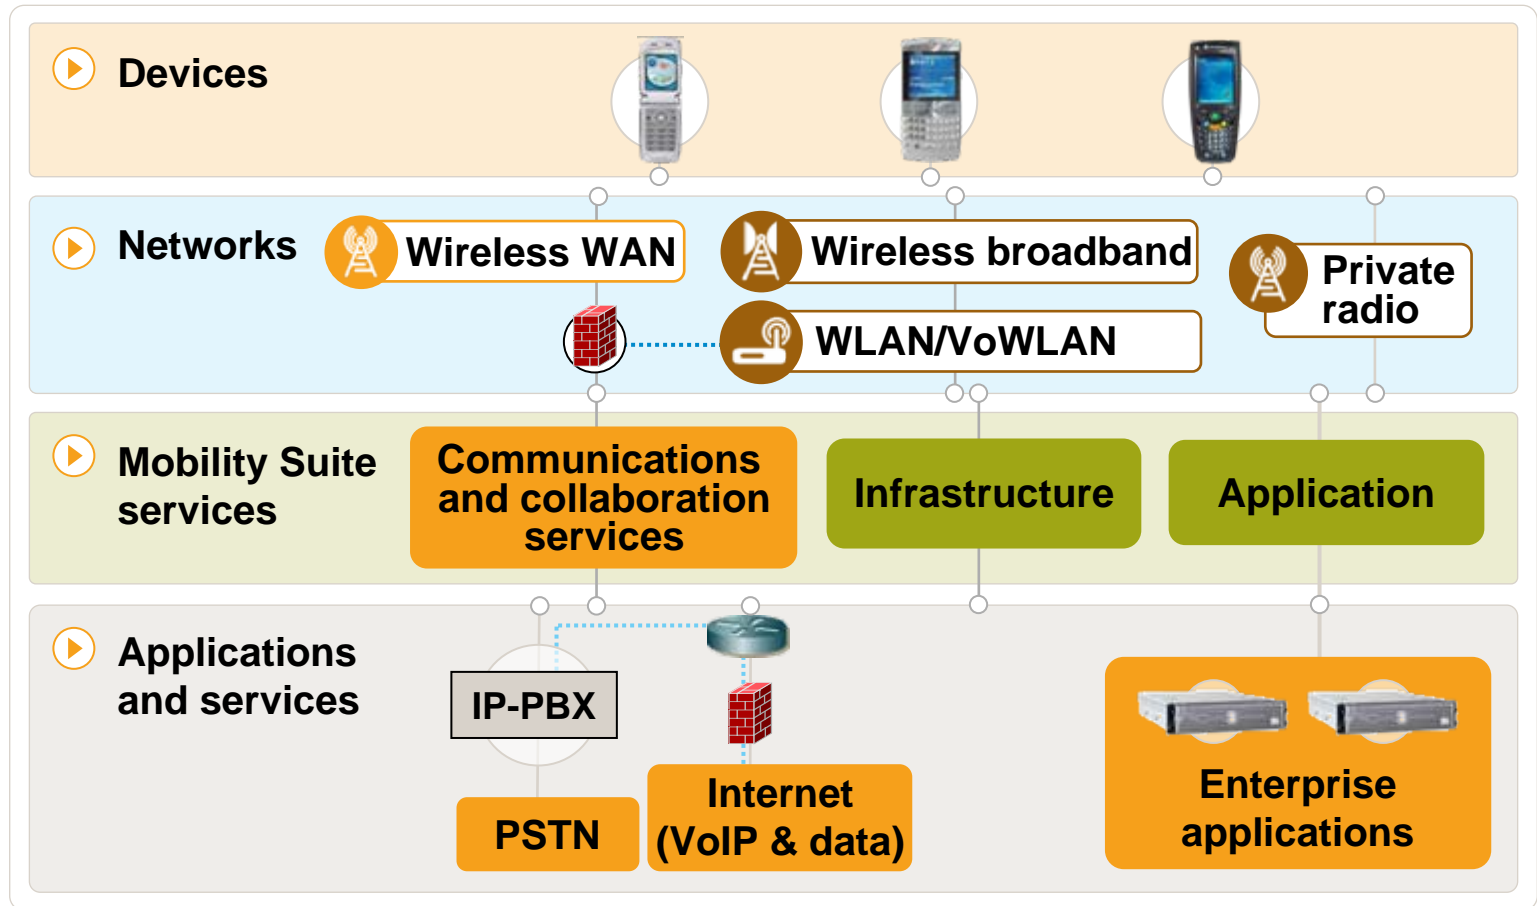 Devices
Networks
Wireless WAN
Wireless broadband
Private
radio
WLAN/VoWLAN
Mobility Suite
services
Communications
and collaboration
services
Infrastructure
Application
Applications
and services
IP-PBX
PSTN
Internet
(VoIP & data)
Enterprise
applications